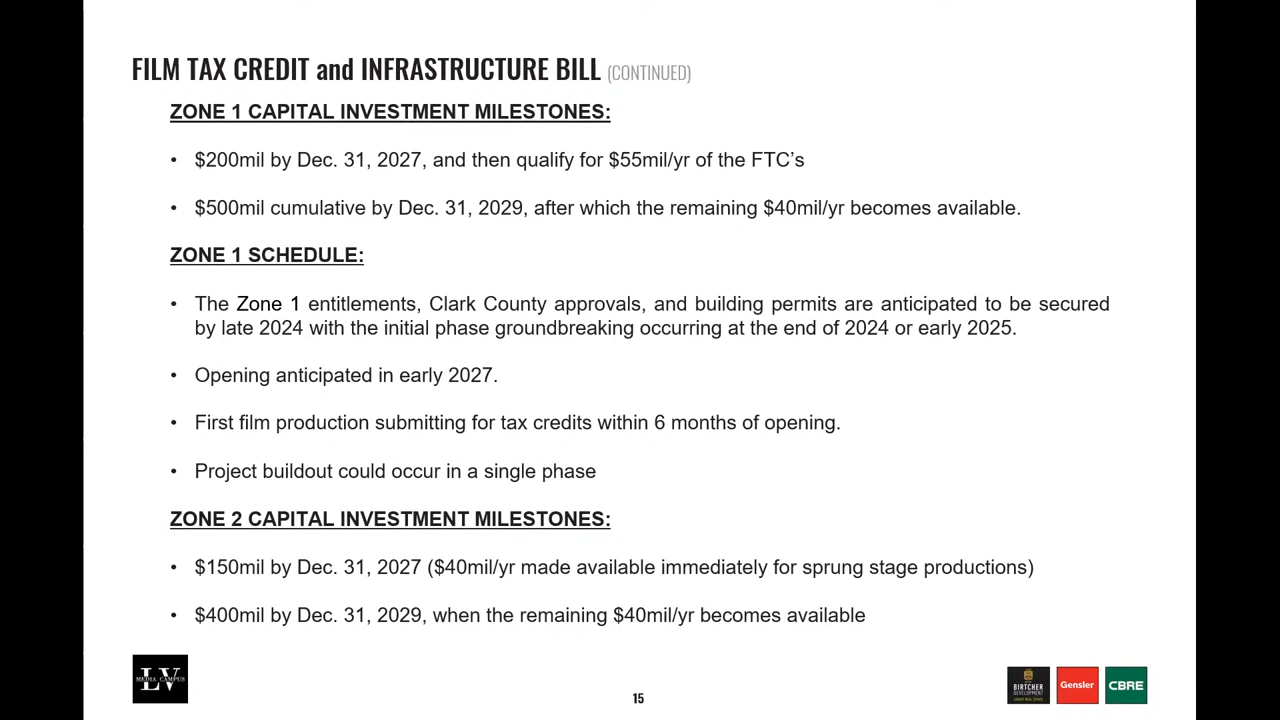 FILM TAX CREDIT and INFRASTRUCTURE BILL (CONTINUED)
ZONE 1 CAPITAL INVESTMENT MILESTONES:
• $200mil by Dec. 31, 2027, and then qualify for $55mil/yr of the FTC's
• $500mil cumulative by Dec. 31, 2029, after which the remaining $40mil/yr becomes available.
ZONE 1 SCHEDULE:
• The Zone 1 entitlements, Clark County approvals, and building permits are anticipated to be secured
by late 2024 with the initial phase groundbreaking occurring at the end of 2024 or early 2025.
• Opening anticipated in early 2027.
• First film production submitting for tax credits within 6 months of opening.
• Project buildout could occur in a single phase
ZONE 2 CAPITAL INVESTMENT MILESTONES:
• $150mil by Dec. 31, 2027 ($40mil/yr made available immediately for sprung stage productions)
• $400mil by Dec. 31, 2029, when the remaining $40mil/yr becomes available
LV
MEDIA CAMPUS
15
BIRTCHER
DEVELOPMENT
Gensler
CBRE